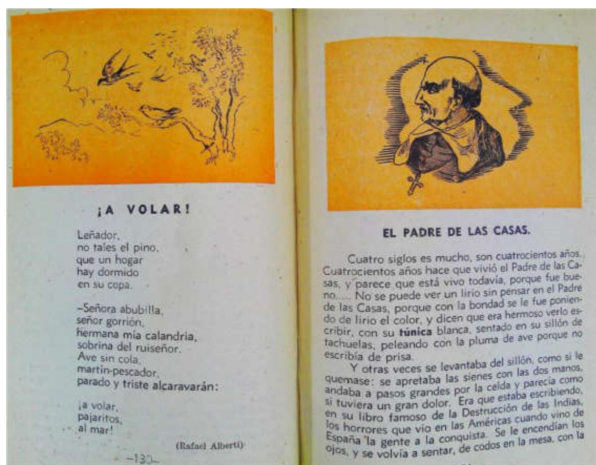 ¡A VOLAR!
Leñador,
no tales el pino,
que un hogar
hay dormido
en su copa.
—Señora abubilla,
señor gorrión,
hermana mía calandria,
sobrina del ruiseñor.
Ave sin cola,
martín-pescador,
parado y triste alcaraván:
¡a volar,
pajaritos,
al mar!
(Rafael Alberti)
—130—
EL PADRE DE LAS CASAS.
Cuatro siglos es mucho, son cuatrocientos años.
Cuatrocientos años hace que vivió el Padre de las Ca-
sas, y parece que está vivo todavía, porque fue bue-
no..... No se puede ver un lirio sin pensar en el Padre
de las Casas, porque con la bondad se le fue ponien-
do de lirio el color, y dicen que era hermoso verlo es-
cribir, con su túnica blanca, sentado en su sillón de
tachuelas, peleando con la pluma de ave porque no
escribía de prisa.
Y otras veces se levantaba del sillón, como si le
quemase: se apretaba las sienes con las dos manos,
andaba a pasos grandes por la celda y parecía como
si tuviera un gran dolor. Era que estaba escribiendo,
en su libro famoso de la Destrucción de las Indias,
los horrores que vio en las Américas cuando vino de
España la gente a la conquista. Se le encendían los
ojos, y se volvía a sentar, de codos en la mesa, con la